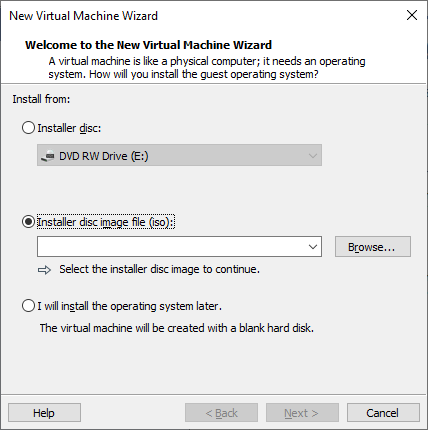 New Virtual Machine Wizard
Welcome to the New Virtual Machine Wizard
A virtual machine is like a physical computer; it needs an operating
system. How will you install the guest operating system?
Install from:
Installer disc:
DVD RW Drive (E:)
Installer disc image file (iso):
Browse...
Select the installer disc image to continue.
I will install the operating system later.
The virtual machine will be created with a blank hard disk.
Help
< Back
Next >
Cancel